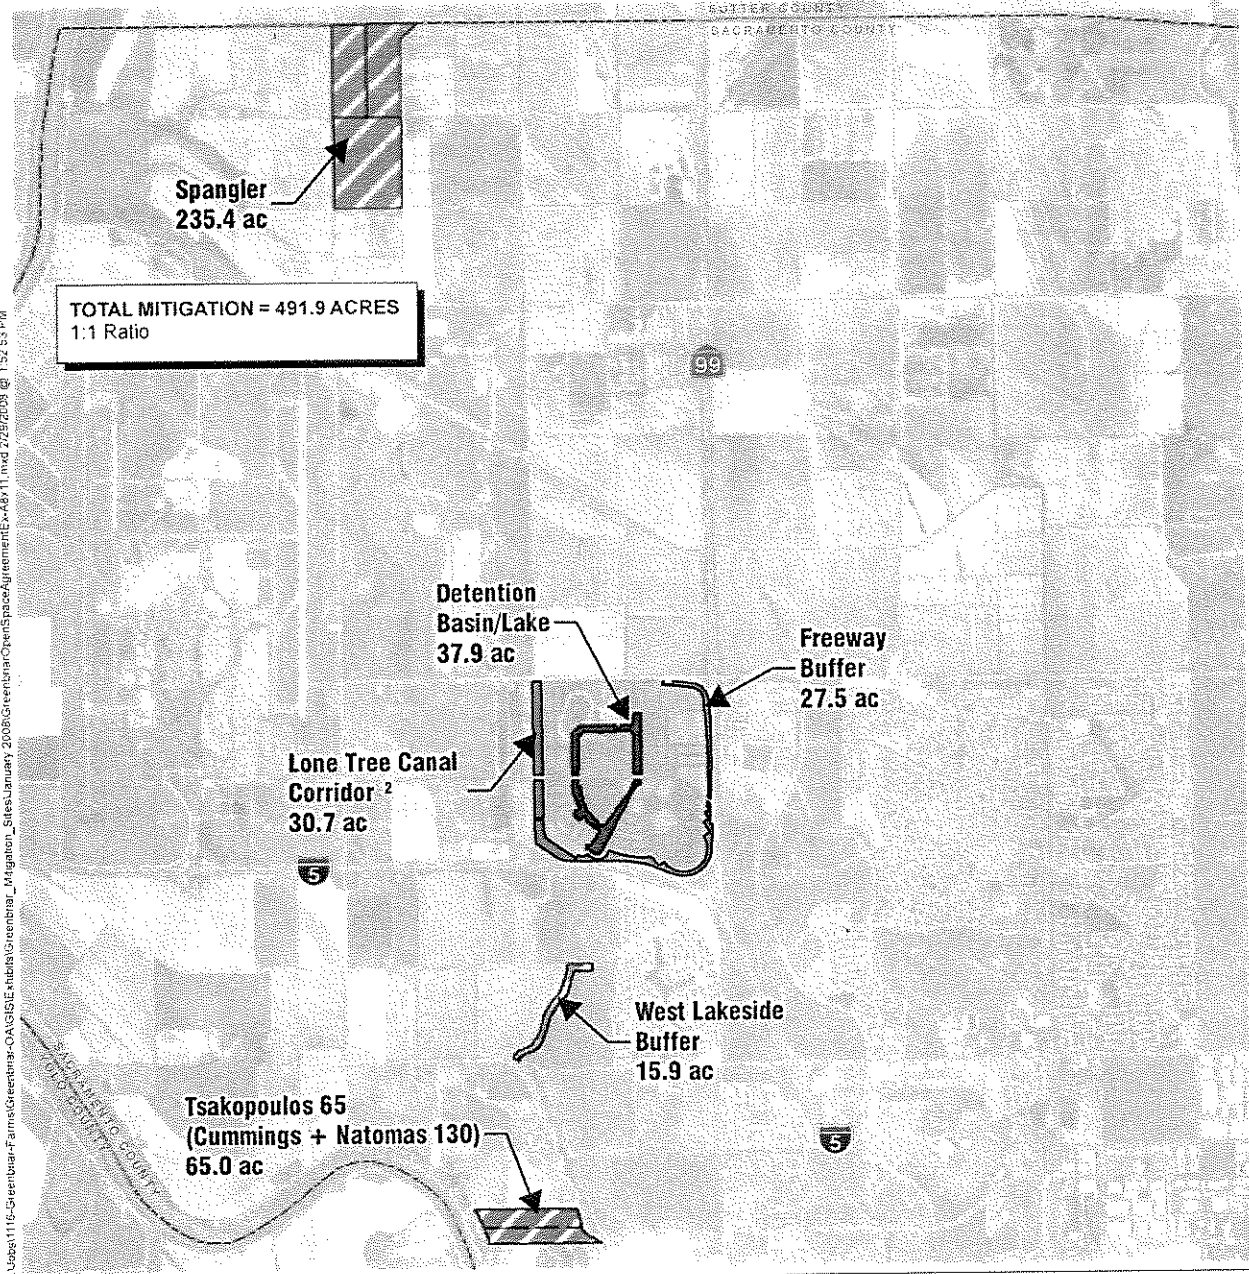 SUTTER COUNTY
SACRAMENTO COUNTY
Spangler
235.4 ac
TOTAL MITIGATION = 491.9 ACRES
1:1 Ratio
99
Detention
Basin/Lake
37.9 ac
Freeway
Buffer
27.5 ac
Lone Tree Canal
Corridor 2
30.7 ac
5
West Lakeside
Buffer
15.9 ac
SACRAMENTO COUNTY
YOLO COUNTY
Tsakopoulos 65
(Cummings + Natomas 130)
65.0 ac
5